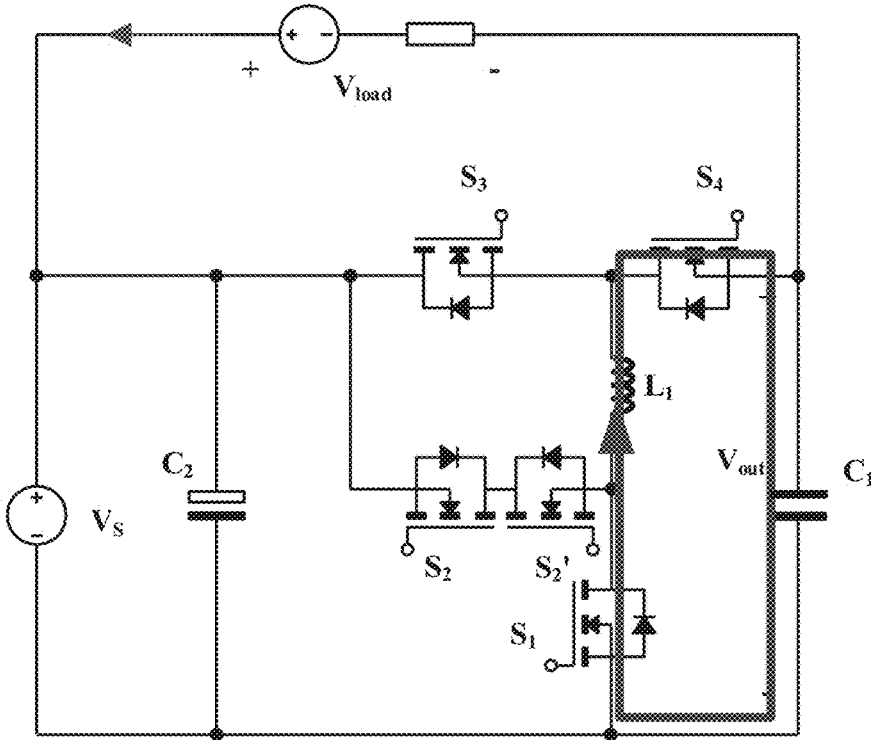 + -
+ -
V_load
S₃
S₄
L₁
C₂
V_out
C₁
+
-
V_S
S₂
S₂'
S₁